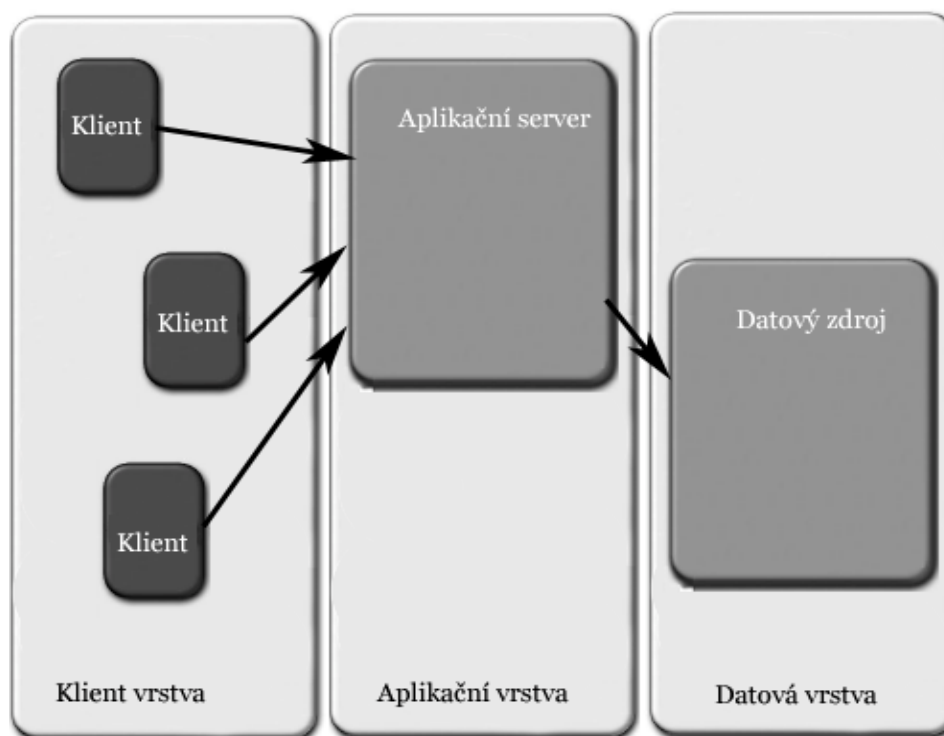 Klient
Klient
Klient
Klient vrstva
Aplikační server
Aplikační vrstva
Datový zdroj
Datová vrstva